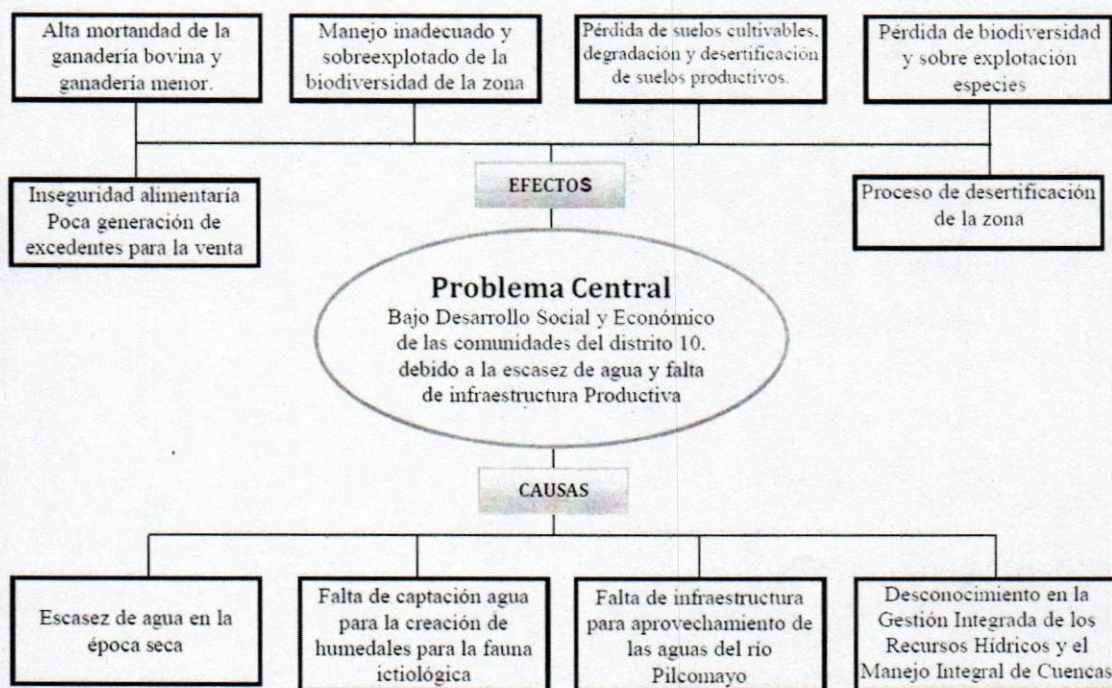 Alta mortandad de la
ganadería bovina y
ganadería menor.
Manejo inadecuado y
sobreexplotado de la
biodiversidad de la zona
Pérdida de suelos cultivables,
degradación y desertificación
de suelos productivos.
Pérdida de biodiversidad
y sobre explotación
especies
Inseguridad alimentaría
Poca generación de
excedentes para la venta
EFECTOS
Proceso de desertificación
de la zona
Problema Central
Bajo Desarrollo Social y Económico
de las comunidades del distrito 10.
debido a la escasez de agua y falta
de infraestructura Productiva
CAUSAS
Escasez de agua en la
época seca
Falta de captación agua
para la creación de
humedales para la fauna
ictiológica
Falta de infraestructura
para aprovechamiento de
las aguas del río
Pilcomayo
Desconocimiento en la
Gestión Integrada de los
Recursos Hídricos y el
Manejo Integral de Cuencas